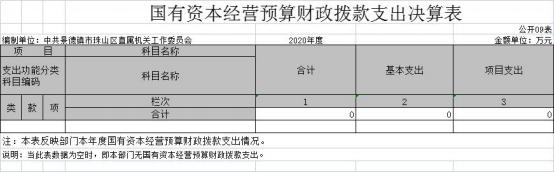 国有资本经营预算财政拨款支出决算表
公开09表
编制单位：中共景德镇市珠山区直属机关工作委员会 2020年度 金额单位：万元
项 目 科目名称 合计 基本支出 项目支出
支出功能分类科目编码 科目名称
类 款 项 栏次 1 2 3
合计 0 0 0
注：本表反映部门本年度国有资本经营预算财政拨款支出情况。
说明：当此表数据为空时，即本部门无国有资本经营预算财政拨款支出。